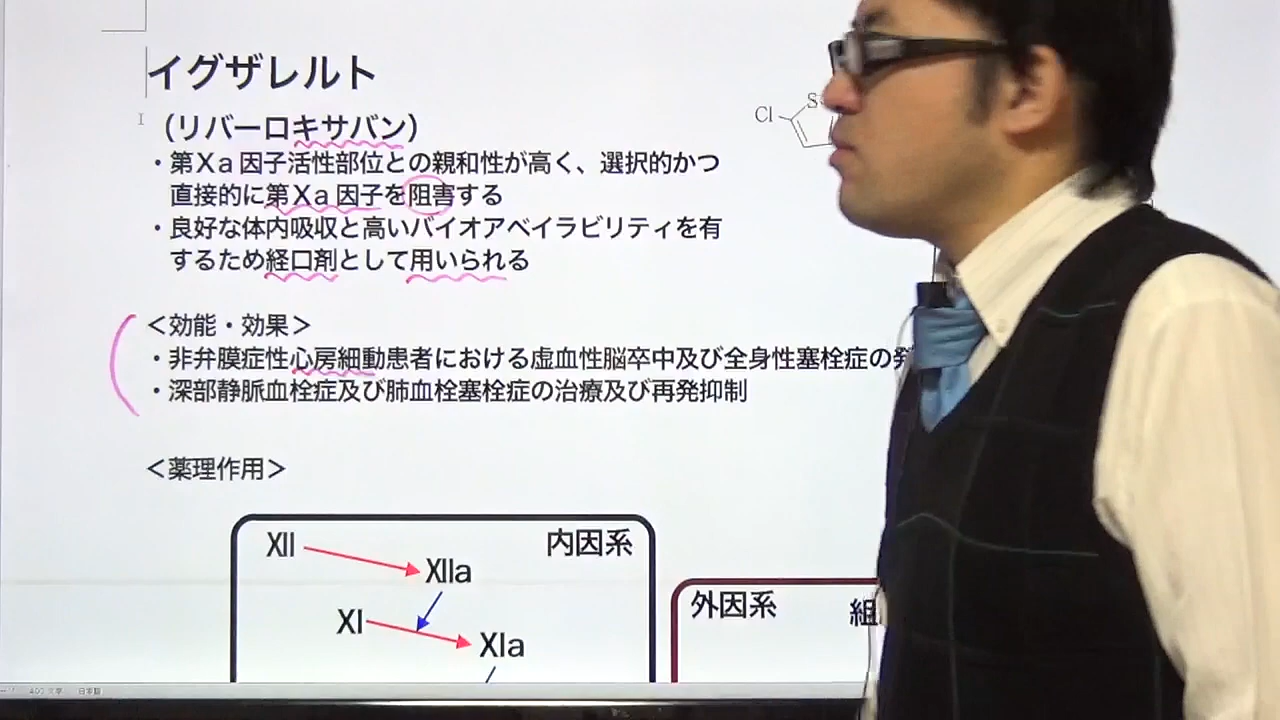 イグザレルト
Cl
S
（リバーロキサバン）
・第Ⅹａ因子活性部位との親和性が高く、選択的かつ
直接的に第Ⅹａ因子を阻害する
・良好な体内吸収と高いバイオアベイラビリティを有
するため経口剤として用いられる
＜効能・効果＞
・非弁膜症性心房細動患者における虚血性脳卒中及び全身性塞栓症の発
・深部静脈血栓症及び肺血栓塞栓症の治療及び再発抑制
＜薬理作用＞
XII
内因系
XIIa
外因系
組
XI
XIa
日本語